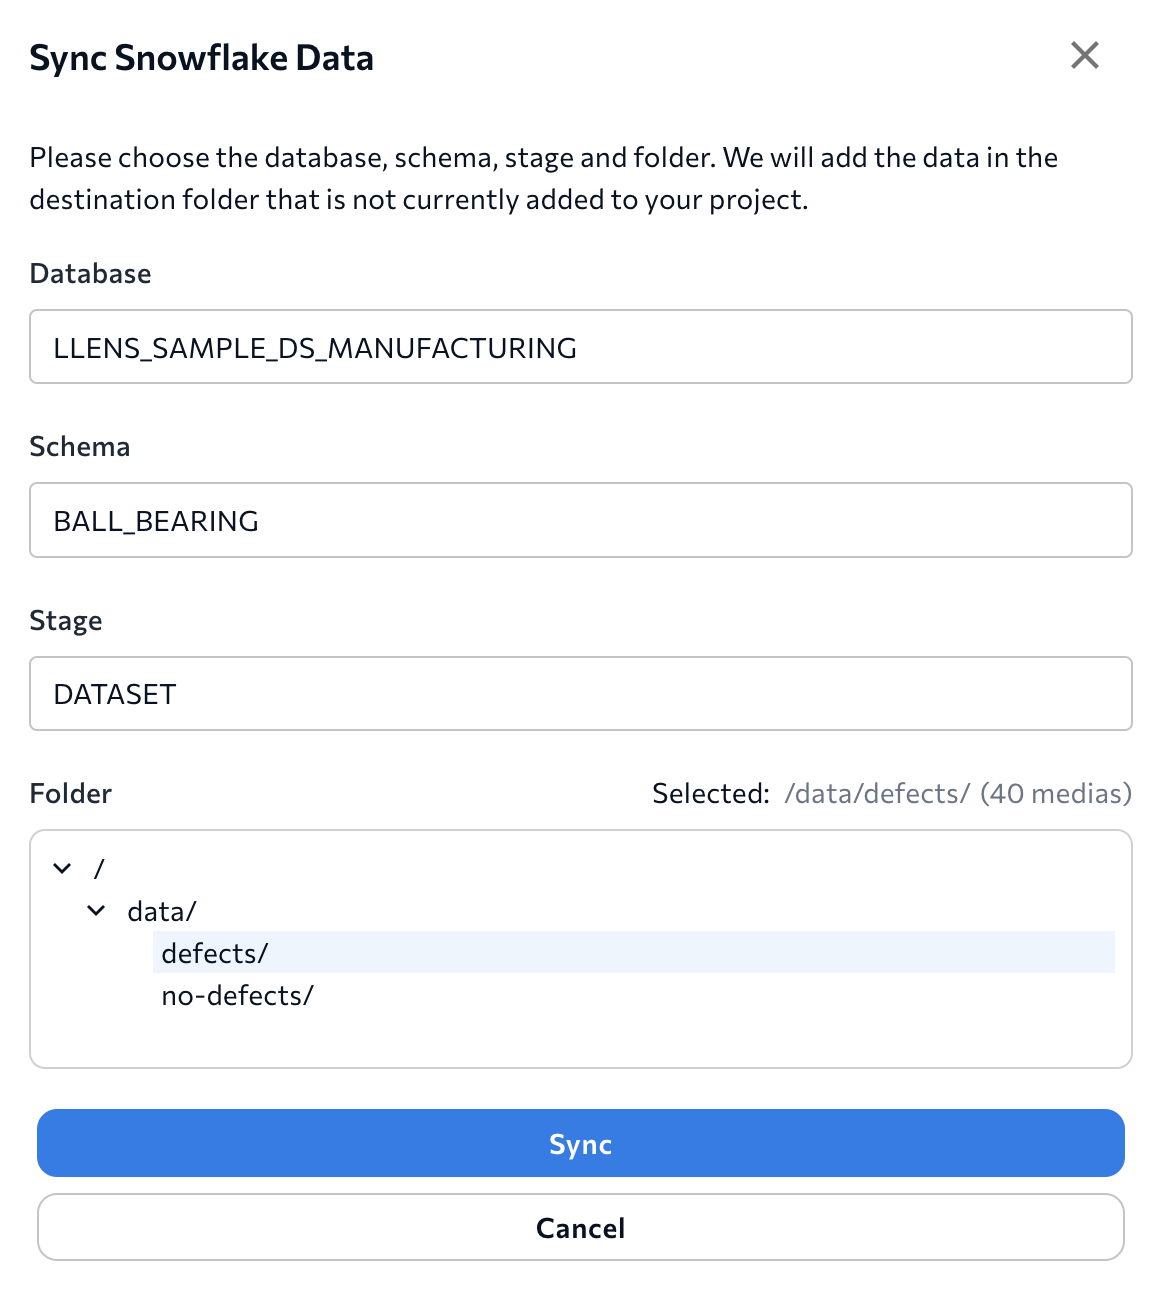 Sync Snowflake Data
Please choose the database, schema, stage and folder. We will add the data in the
destination folder that is not currently added to your project.
Database
LLENS_SAMPLE_DS_MANUFACTURING
Schema
BALL_BEARING
Stage
DATASET
Folder Selected: /data/defects/ (40 medias)
/
data/
defects/
no-defects/
Sync
Cancel